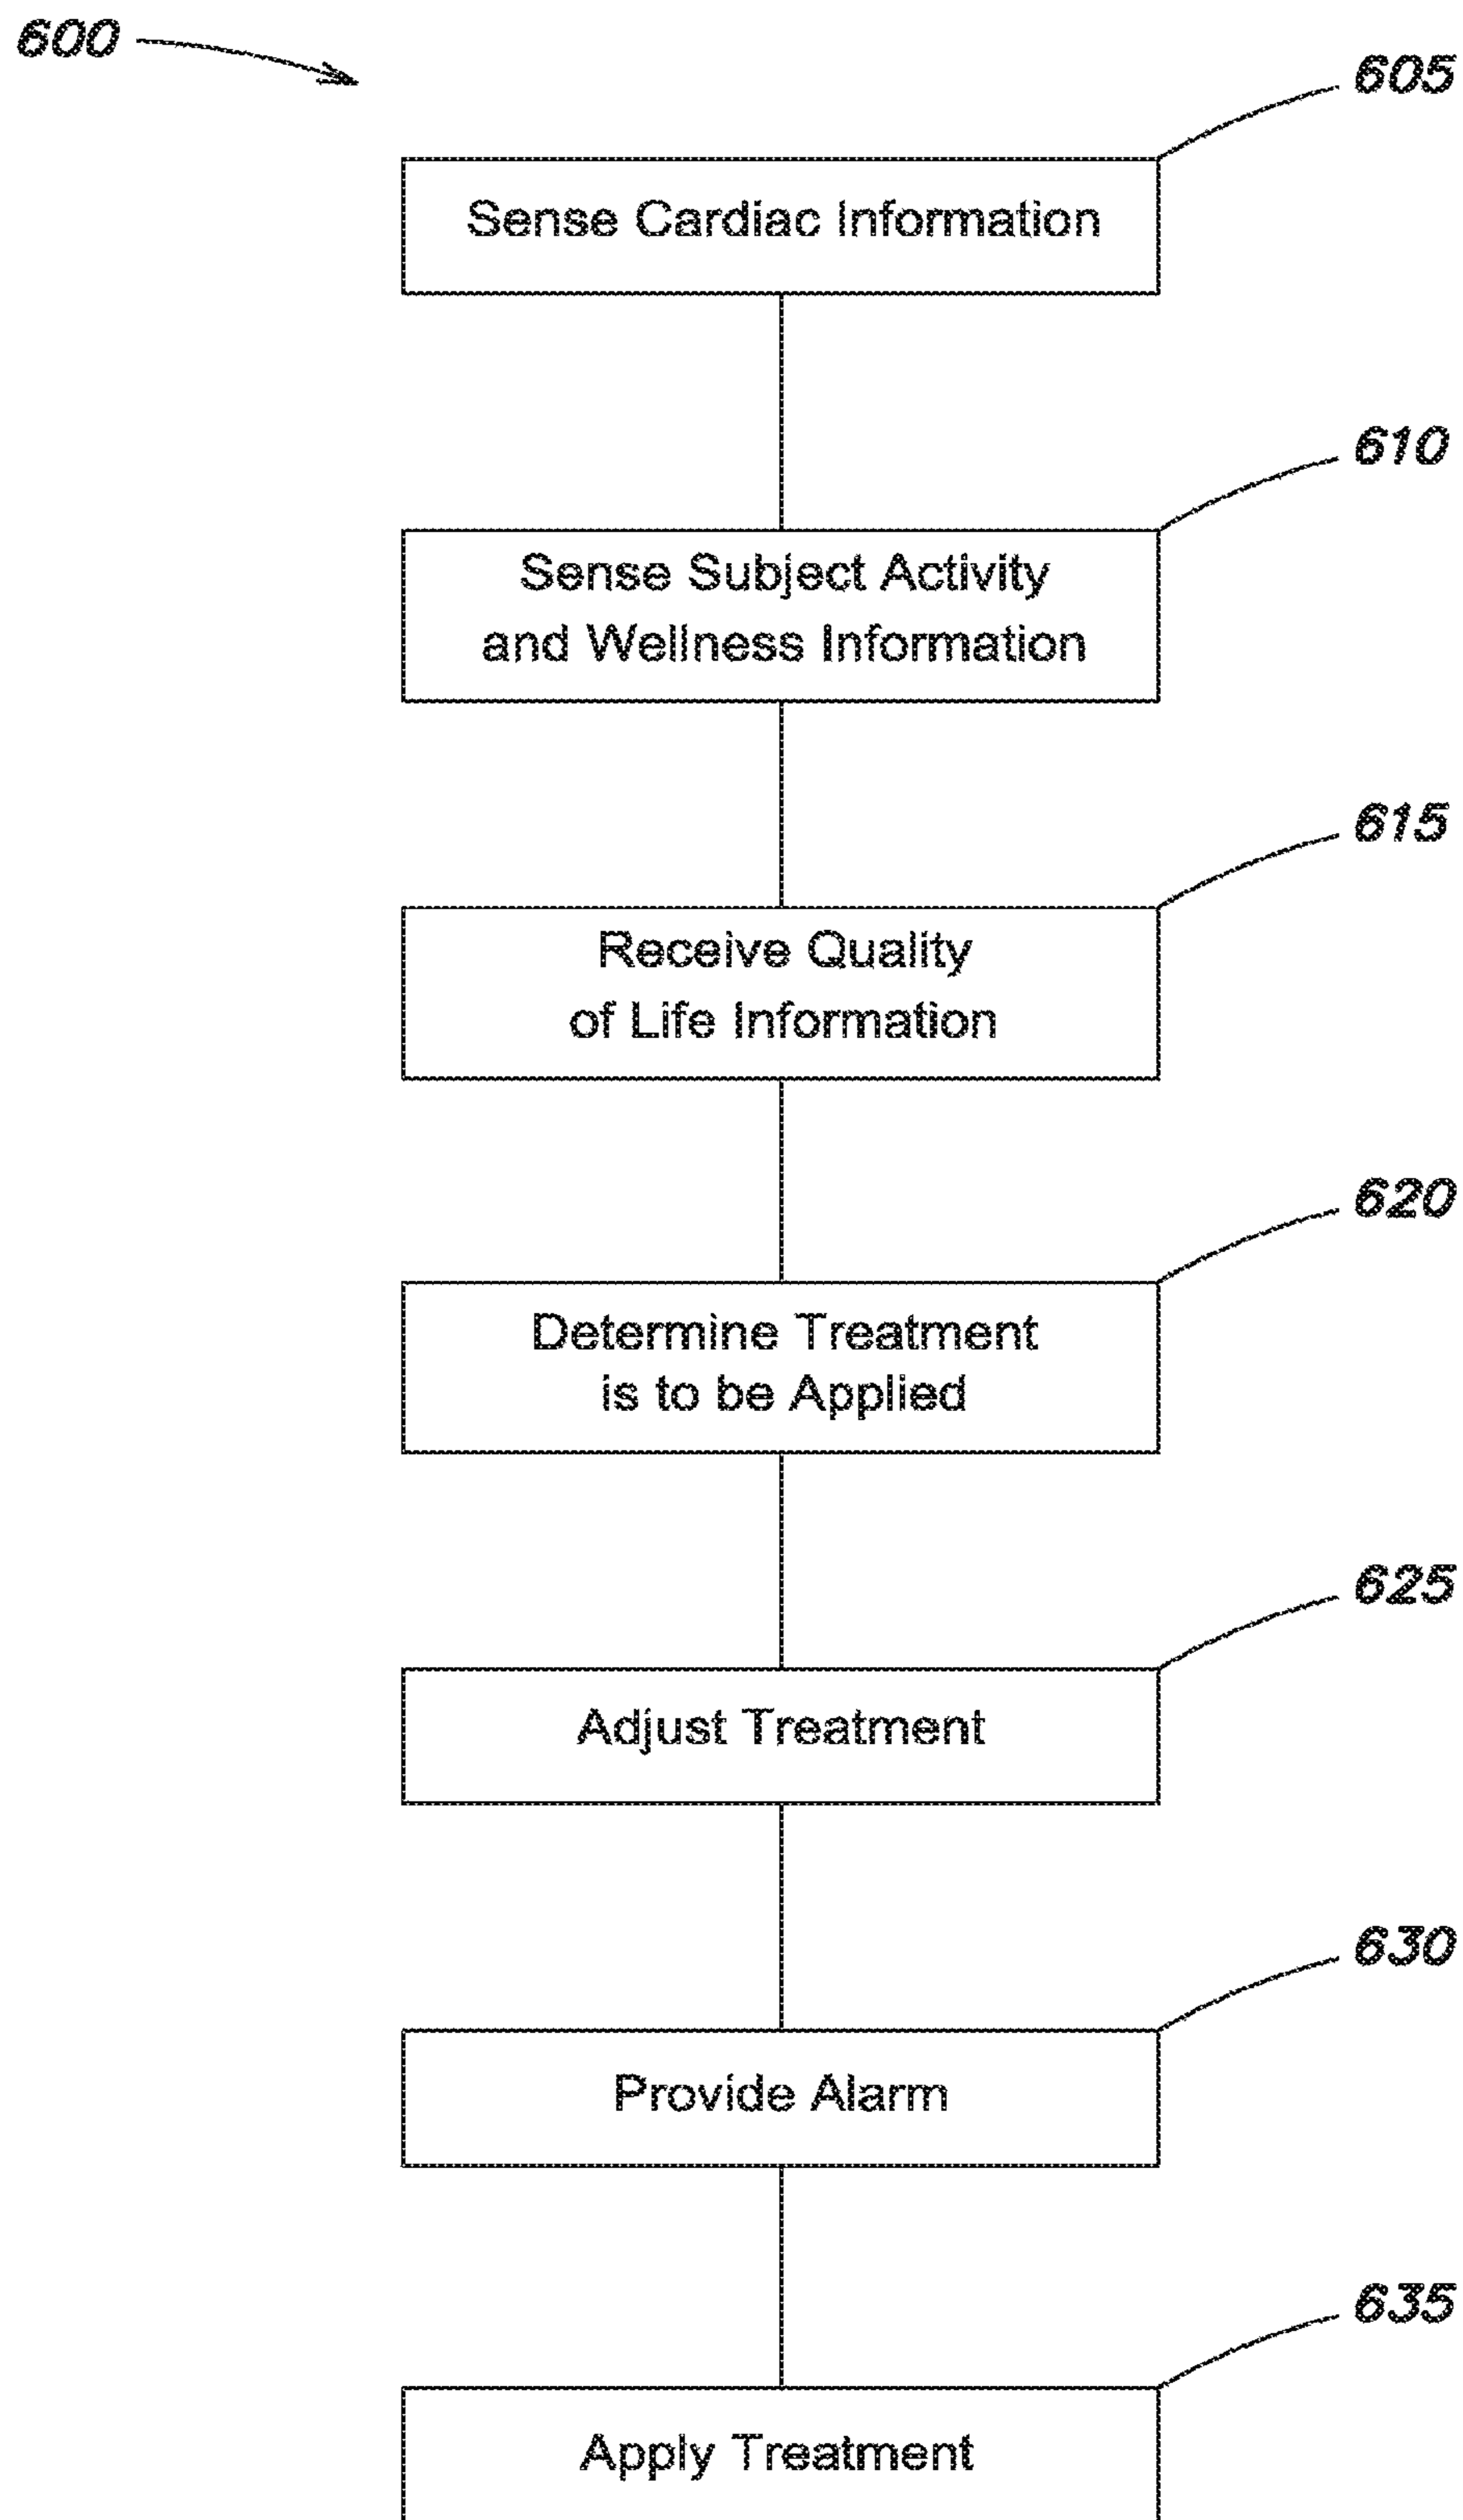 600
605
Sense Cardiac Information
610
Sense Subject Activity
and Wellness Information
615
Receive Quality
of Life Information
620
Determine Treatment
is to be Applied
625
Adjust Treatment
630
Provide Alarm
635
Apply Treatment